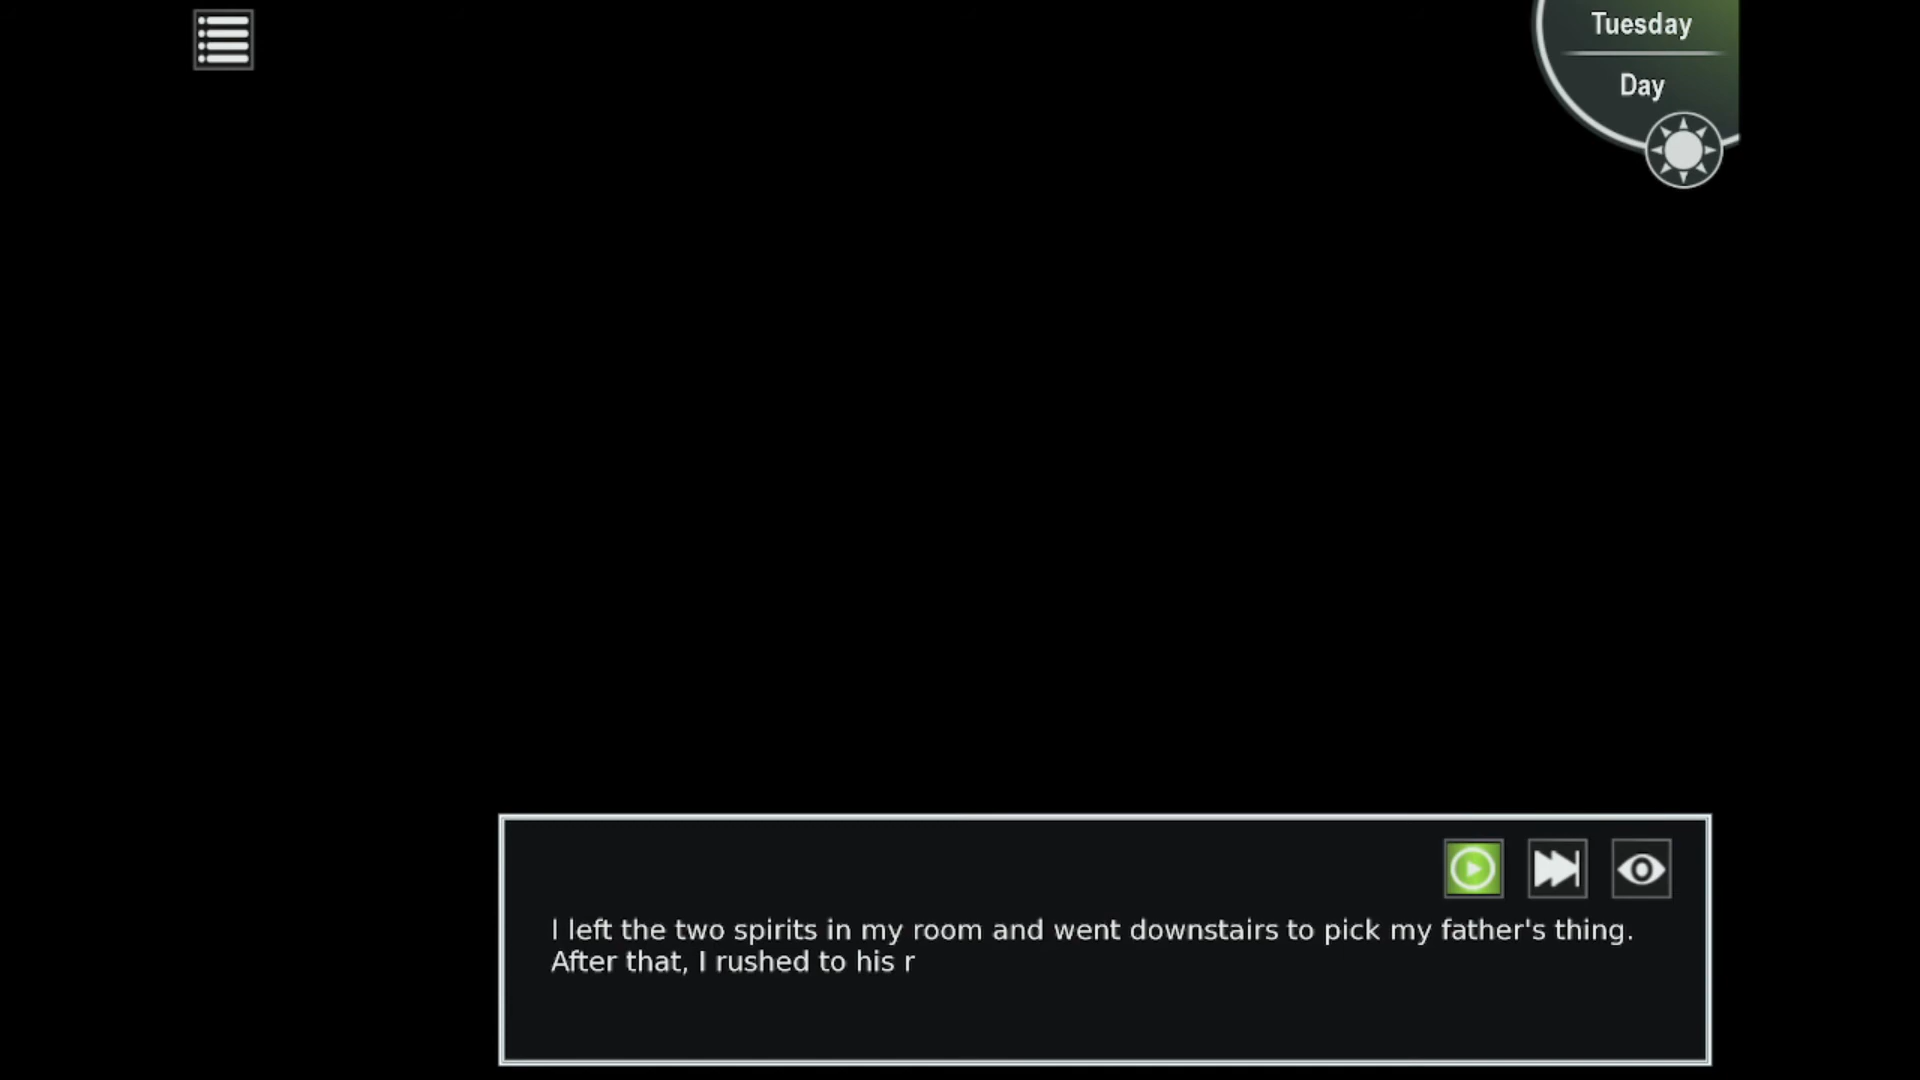 Tuesday
Day
I left the two spirits in my room and went downstairs to pick my father's thing.
After that, I rushed to his r